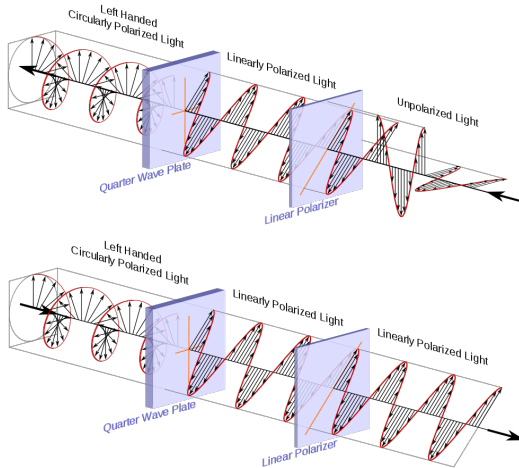 Left Handed
Circularly Polarized Light
Linearly Polarized Light
Unpolarized Light
Quarter Wave Plate
Linear Polarizer
Left Handed
Circularly Polarized Light
Linearly Polarized Light
Linearly Polarized Light
Quarter Wave Plate
Linear Polarizer